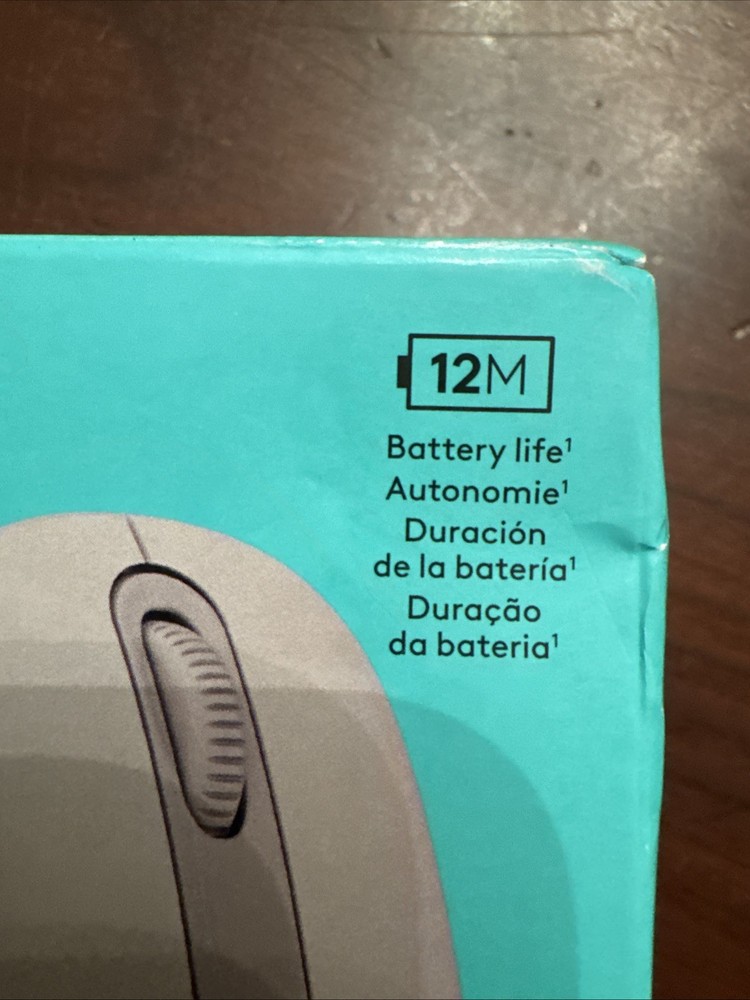 12M
Battery life¹
Autonomie¹
Duración
de la batería¹
Duração
da bateria¹